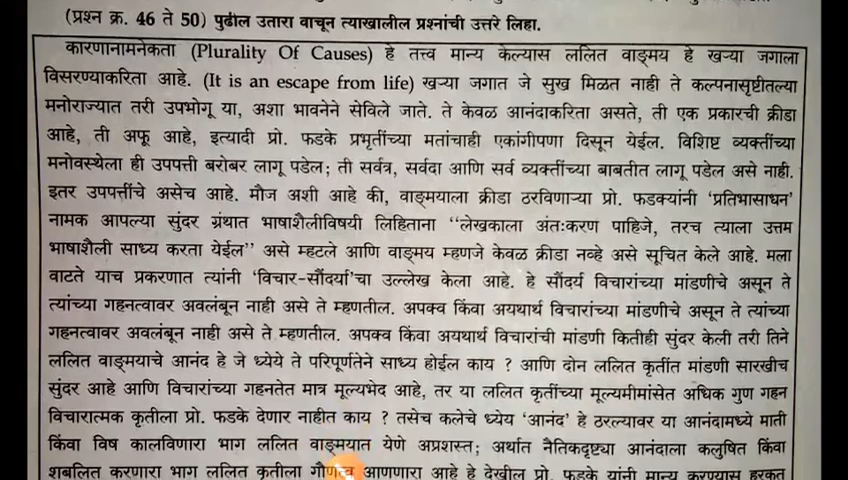 (प्रश्न क्र. 46 ते 50) पुढील उतारा वाचून त्याखालील प्रश्नांची उत्तरे लिहा.
कारणानामनेकता (Plurality Of Causes) हे तत्त्व मान्य केल्यास ललित वाङ्मय हे खऱ्या जगाला
विसरण्याकरिता आहे. (It is an escape from life) खऱ्या जगात जे सुख मिळत नाही ते कल्पनासृष्टीतल्या
मनोराज्यात तरी उपभोगू या, अशा भावनेने सेविले जाते. ते केवळ आनंदाकरिता असते, ती एक प्रकारची क्रीडा
आहे, ती अफू आहे, इत्यादी प्रो. फडके प्रभृतींच्या मतांचाही एकांगीपणा दिसून येईल. विशिष्ट व्यक्तींच्या
मनोवस्थेला ही उपपत्ती बरोबर लागू पडेल; ती सर्वत्र, सर्वदा आणि सर्व व्यक्तींच्या बाबतीत लागू पडेल असे नाही.
इतर उपपत्तींचे असेच आहे. मौज अशी आहे की, वाङ्मयाला क्रीडा ठरविणाऱ्या प्रो. फडक्यांनी 'प्रतिभासाधन'
नामक आपल्या सुंदर ग्रंथात भाषाशैलीविषयी लिहिताना "लेखकाला अंतःकरण पाहिजे, तरच त्याला उत्तम
भाषाशैली साध्य करता येईल" असे म्हटले आणि वाङ्मय म्हणजे केवळ क्रीडा नव्हे असे सूचित केले आहे. मला
वाटते याच प्रकरणात त्यांनी 'विचार-सौंदर्या'चा उल्लेख केला आहे. हे सौंदर्य विचारांच्या मांडणीचे असून ते
त्यांच्या गहनत्वावर अवलंबून नाही असे ते म्हणतील. अपक्व किंवा अयथार्थ विचारांच्या मांडणीचे असून ते त्यांच्या
गहनत्वावर अवलंबून नाही असे ते म्हणतील. अपक्व किंवा अयथार्थ विचारांची मांडणी कितीही सुंदर केली तरी तिने
ललित वाङ्मयाचे आनंद हे जे ध्येये ते परिपूर्णतेने साध्य होईल काय ? आणि दोन ललित कृतींत मांडणी सारखीच
सुंदर आहे आणि विचारांच्या गहनतेत मात्र मूल्यभेद आहे, तर या ललित कृतींच्या मूल्यमीमांसेत अधिक गुण गहन
विचारात्मक कृतीला प्रो. फडके देणार नाहीत काय ? तसेच कलेचे ध्येय 'आनंद' हे ठरल्यावर या आनंदामध्ये माती
किंवा विष कालविणारा भाग ललित वाङ्मयात येणे अप्रशस्त; अर्थात नैतिकदृष्ट्या आनंदाला कलुषित किंवा
शबलित करणारा भाग ललित कृतीला गौणत्व आणणारा आहे हे देखील प्रो. फडके यांनी मान्य करण्यास हरकत